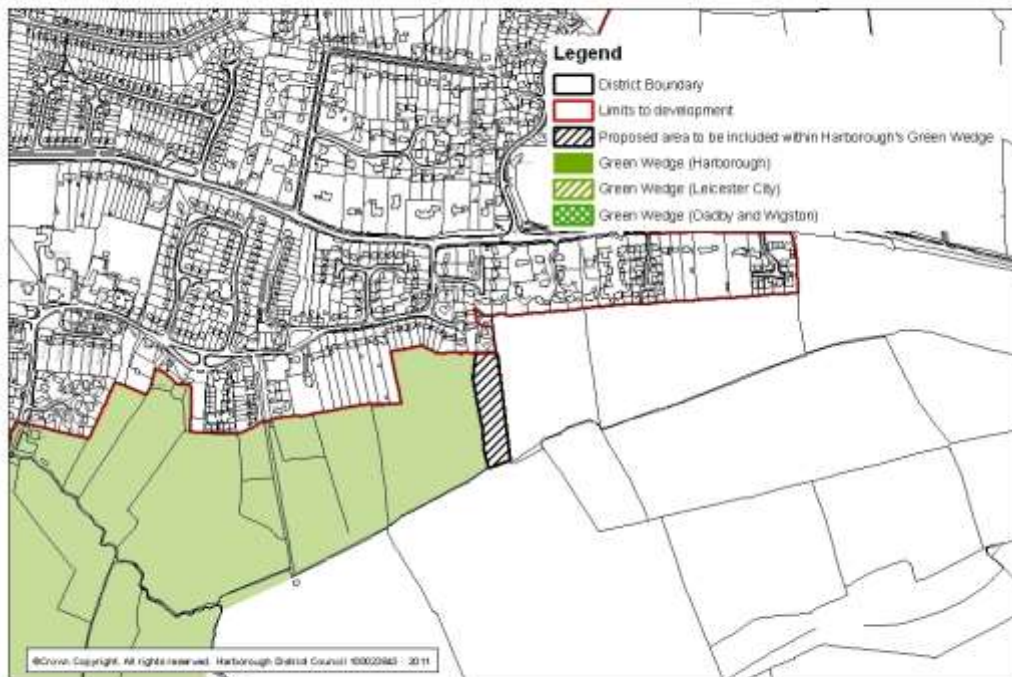 Legend
District Boundary
Limits to development
Proposed area to be included within Harborough's Green Wedge
Green Wedge (Harborough)
Green Wedge (Leicester City)
Green Wedge (Oadby and Wigston)
©Crown Copyright. All rights reserved. Harborough District Council 100023843 - 2011